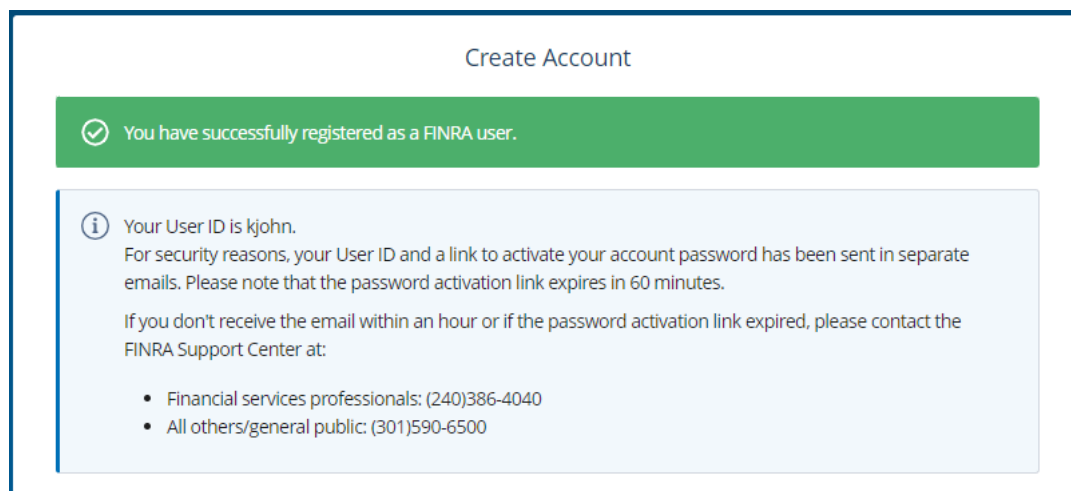 Create Account
You have successfully registered as a FINRA user.
Your User ID is kjohn.
For security reasons, your User ID and a link to activate your account password has been sent in separate
emails. Please note that the password activation link expires in 60 minutes.
If you don't receive the email within an hour or if the password activation link expired, please contact the
FINRA Support Center at:
• Financial services professionals: (240)386-4040
• All others/general public: (301)590-6500